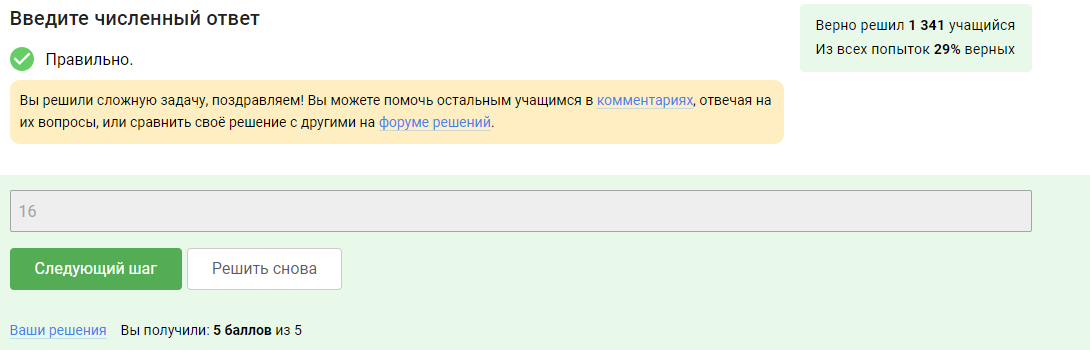 Введите численный ответ
Верно решил 1 341 учащийся
Из всех попыток 29% верных
Правильно.
Вы решили сложную задачу, поздравляем! Вы можете помочь остальным учащимся в комментариях, отвечая на
их вопросы, или сравнить своё решение с другими на форуме решений.
16
Следующий шаг
Решить снова
Ваши решения Вы получили: 5 баллов из 5